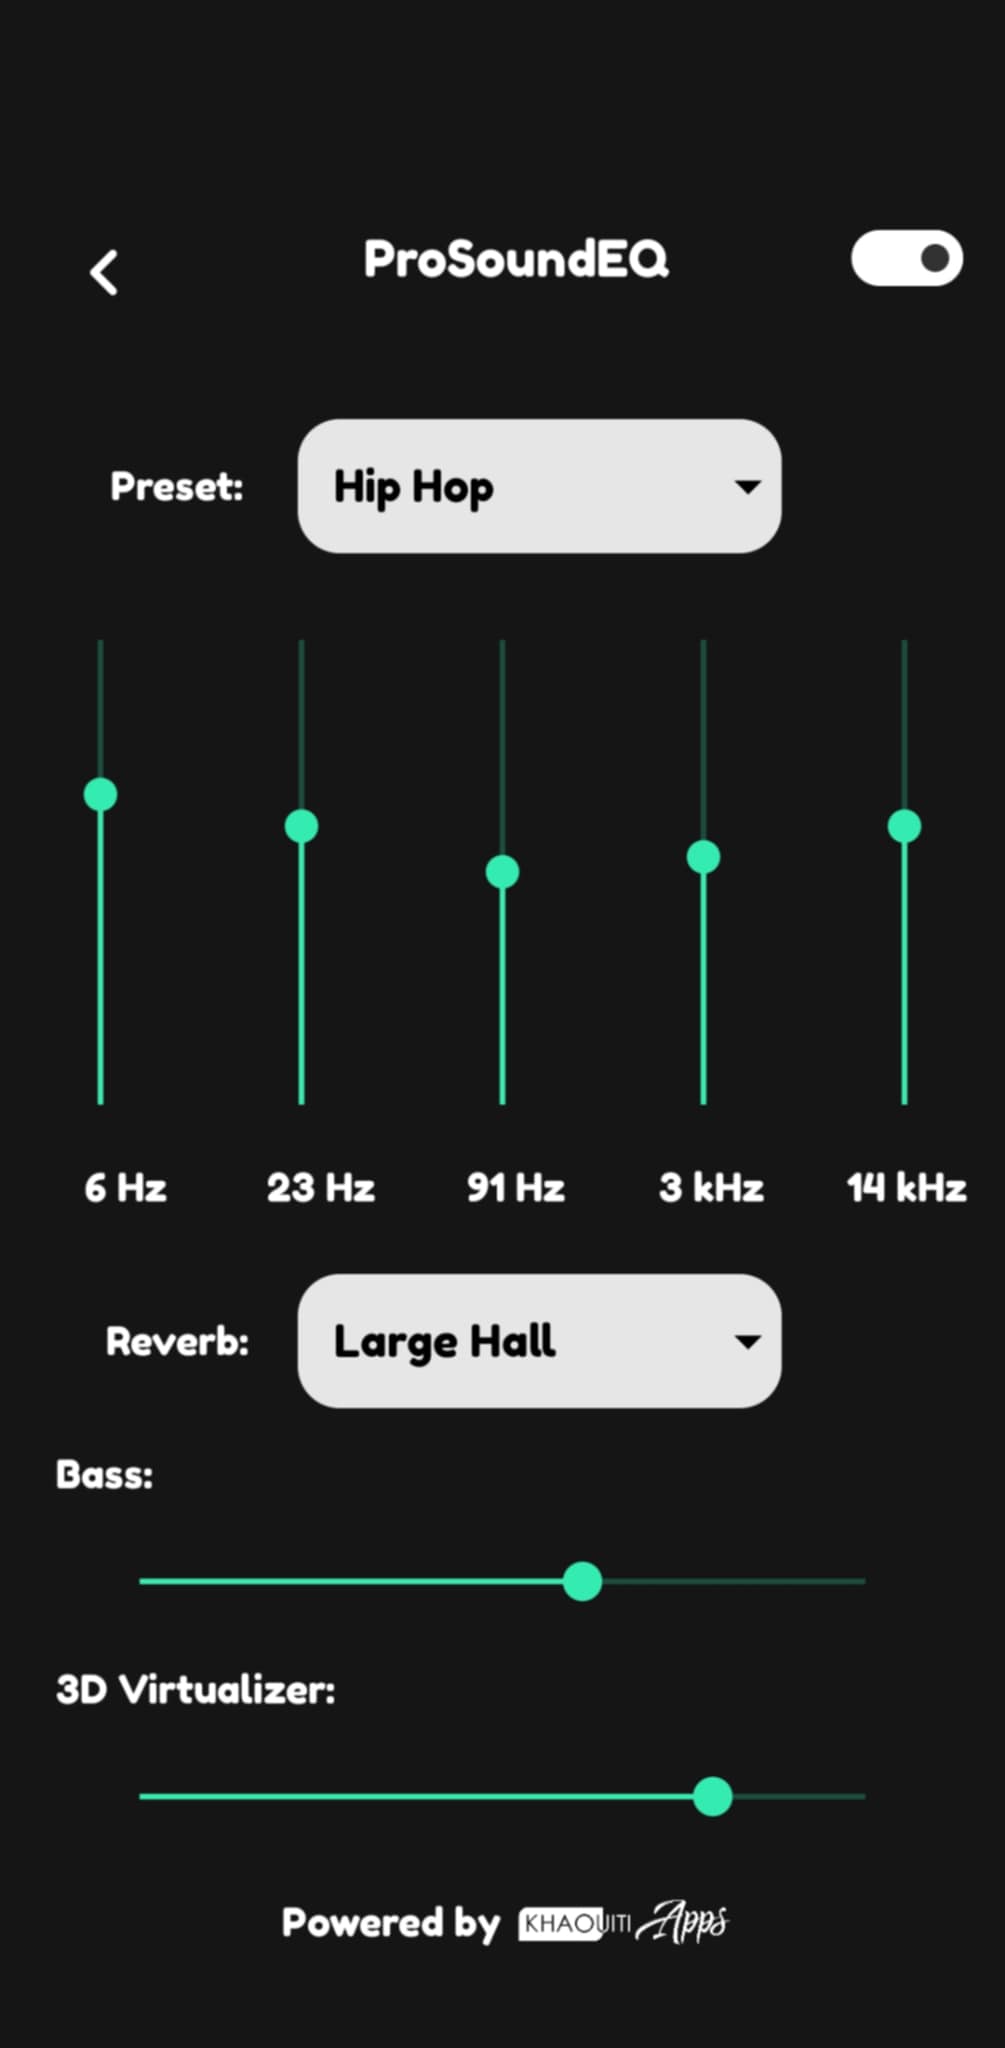 ProSoundEQ
Preset:
Hip Hop
6 Hz 23 Hz 91 Hz 3 kHz 14 kHz
Reverb:
Large Hall
Bass:
3D Virtualizer:
Powered by KHAOUITI Apps